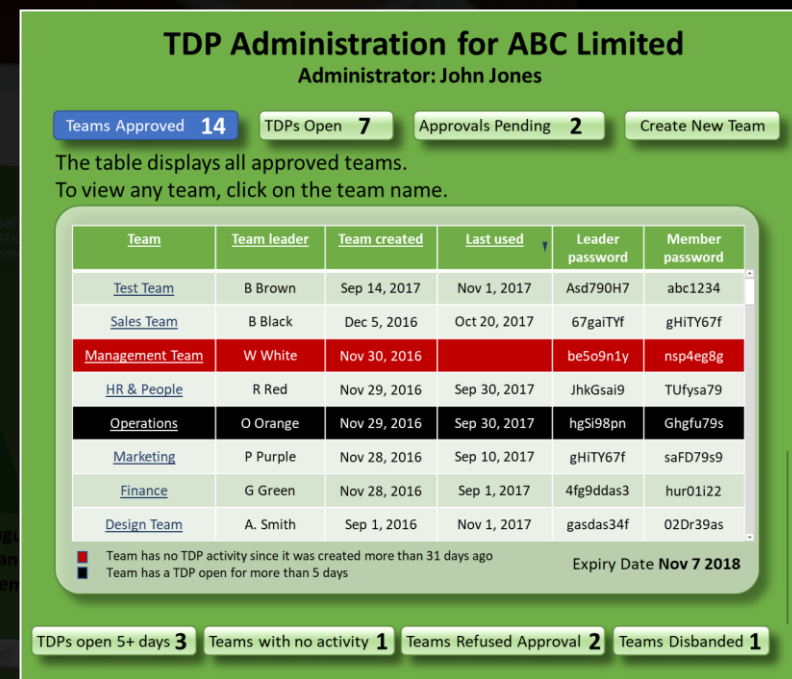 TDP Administration for ABC Limited
Administrator: John Jones
Teams Approved 14 TDPs Open 7 Approvals Pending 2 Create New Team
The table displays all approved teams.
To view any team, click on the team name.
Team Team leader Team created Last used Leader password Member password
Test Team B Brown Sep 14, 2017 Nov 1, 2017 Asd790H7 abc1234
Sales Team B Black Dec 5, 2016 Oct 20, 2017 67gaiTYf gHiTY67f
Management Team W White Nov 30, 2016 be5o9n1y nsp4eg8g
HR & People R Red Nov 29, 2016 Sep 30, 2017 JhkGsai9 TUfysa79
Operations O Orange Nov 29, 2016 Sep 30, 2017 hgSi98pn Ghgfu79s
Marketing P Purple Nov 28, 2016 Sep 10, 2017 gHiTY67f saFD79s9
Finance G Green Nov 28, 2016 Sep 1, 2017 4fg9ddas3 hur01i22
Design Team A. Smith Sep 1, 2016 Nov 1, 2017 gasdas34f 02Dr39as
Team has no TDP activity since it was created more than 31 days ago
Team has a TDP open for more than 5 days
Expiry Date Nov 7 2018
TDPs open 5+ days 3 Teams with no activity 1 Teams Refused Approval 2 Teams Disbanded 1